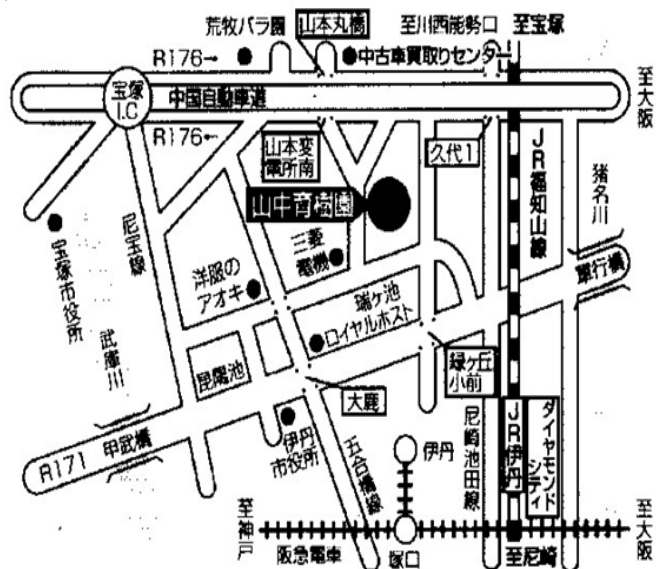 荒牧バラ園
山本丸橋
至川西能勢口
至宝塚
R176→
中古車買取りセンター
至大阪
宝塚
I.C
中国自動車道
R176←
山本変
電所南
久代1
JR福知山線
猪名川
山中育樹園
尼宝線
宝塚市役所
三菱
電機
洋服の
アオキ
軍行橋
瑞ケ池
ロイヤルホスト
武庫川
昆陽池
緑ケ丘
小前
大鹿
R171
甲武橋
伊丹
市役所
五合橋線
伊丹
尼崎池田線
JR伊丹
ダイヤモンド
シティ
至神戸
阪急電車
塚口
至尼崎
至大阪